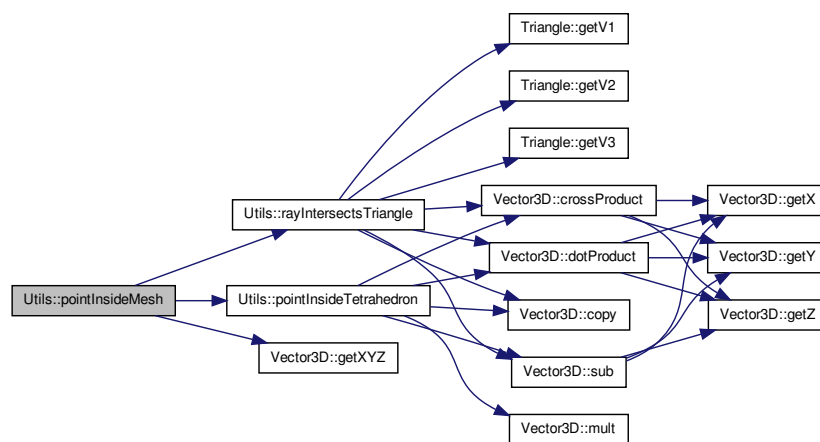 Triangle::getV1
Triangle::getV2
Triangle::getV3
Utils::rayIntersectsTriangle
Vector3D::crossProduct
Vector3D::getX
Vector3D::dotProduct
Vector3D::getY
Utils::pointInsideMesh
Utils::pointInsideTetrahedron
Vector3D::copy
Vector3D::getZ
Vector3D::getXYZ
Vector3D::sub
Vector3D::mult